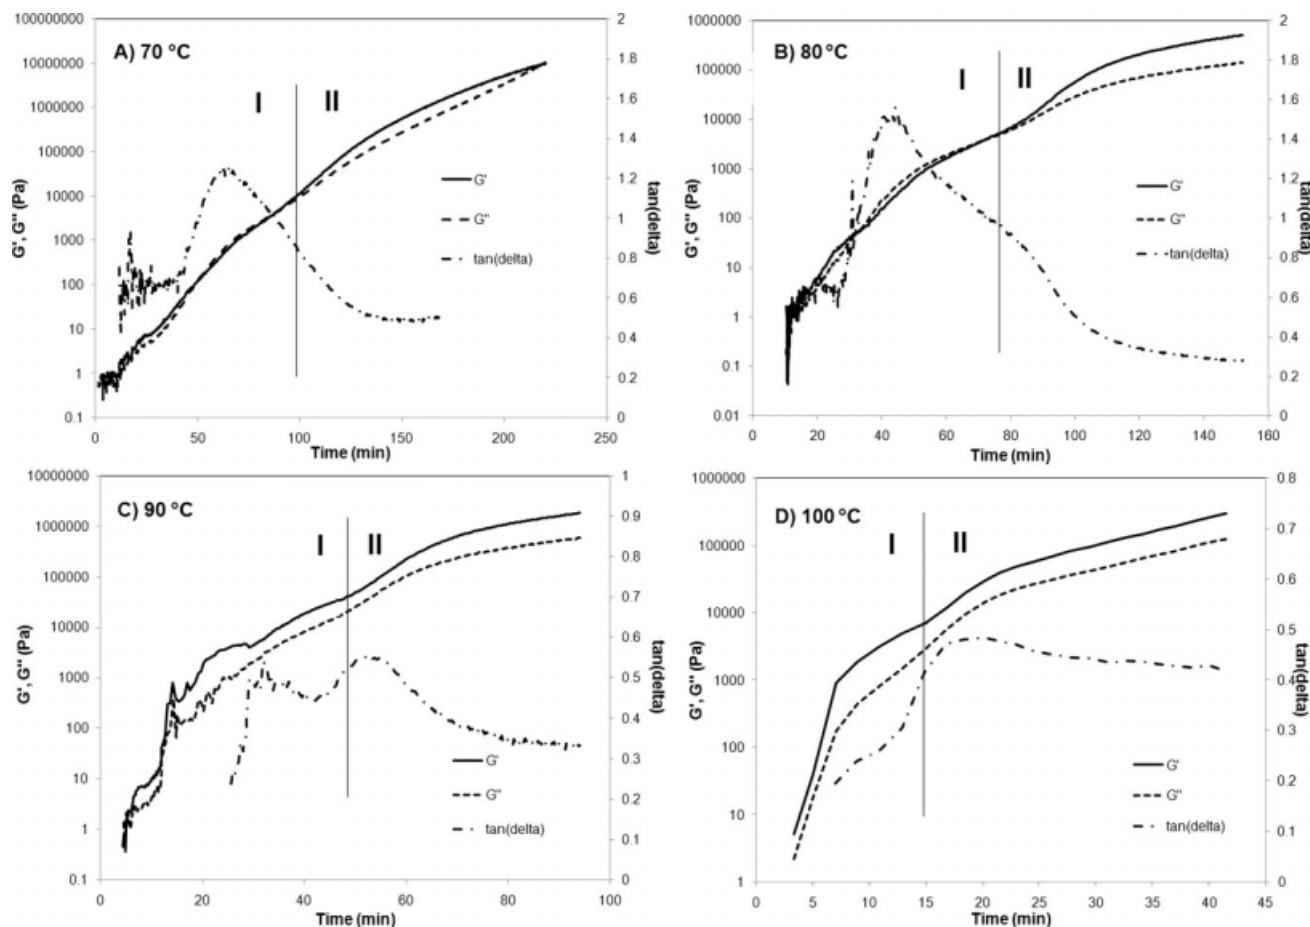 A) 70 °C
I II
100000000
10000000
1000000
100000
10000
1000
100
10
1
0.1
G', G'' (Pa)
2
1.8
1.6
1.4
1.2
1
0.8
0.6
0.4
0.2
0
tan(delta)
G'
G''
tan(delta)
0 50 100 150 200 250
Time (min)
B) 80°C
I II
10000000
1000000
100000
10000
1000
100
10
1
0.1
0.01
G', G'' (Pa)
2
1.8
1.6
1.4
1.2
1
0.8
0.6
0.4
0.2
0
tan(delta)
G'
G''
tan(delta)
0 20 40 60 80 100 120 140 160
Time (min)
C) 90 °C
I II
10000000
1000000
100000
10000
1000
100
10
1
0.1
G', G'' (Pa)
1
0.9
0.8
0.7
0.6
0.5
0.4
0.3
0.2
0.1
0
tan(delta)
G'
G''
tan(delta)
0 20 40 60 80 100
Time (min)
D) 100 °C
I II
1000000
100000
10000
1000
100
10
1
G', G'' (Pa)
0.8
0.7
0.6
0.5
0.4
0.3
0.2
0.1
0
tan(delta)
G'
G''
tan(delta)
0 5 10 15 20 25 30 35 40 45
Time (min)